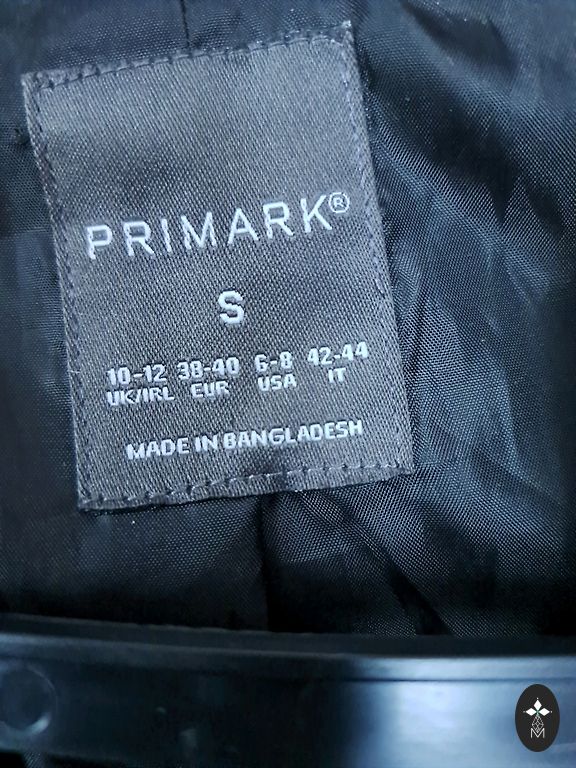 PRIMARK®
S
10-12 38-40 6-8 42-44
UK/IRL EUR USA IT
MADE IN BANGLADESH
M